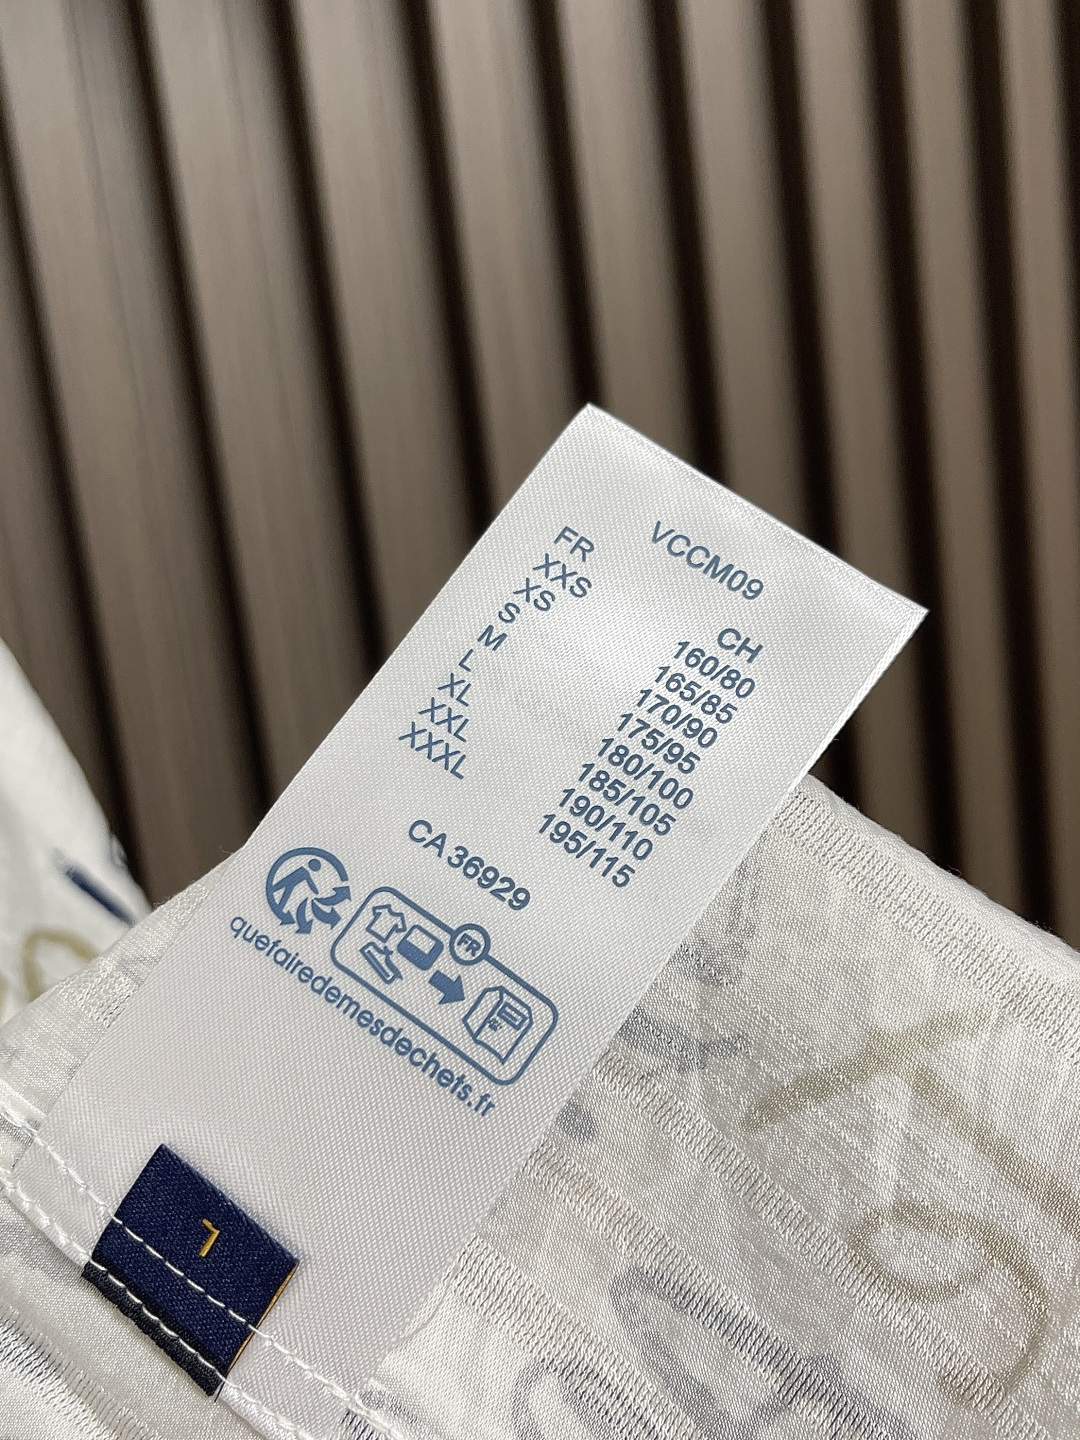 VCCM09
FR CH
XXS 160/80
XS 165/85
S 170/90
M 175/95
L 180/100
XL 185/105
XXL 190/110
XXXL 195/115
CA 36929
FR
quefairedemesdechets.fr
L